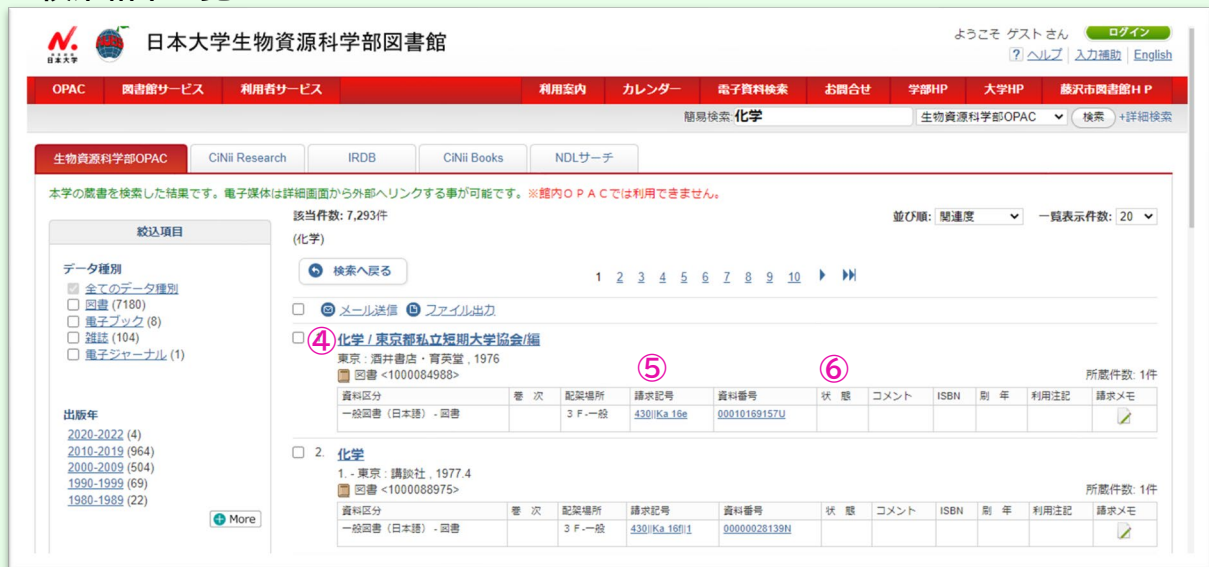 N.
日本大学
日本大学生物資源科学部図書館
ようこそ ゲスト さん ログイン
? ヘルプ 入力補助 English
OPAC 図書館サービス 利用者サービス 利用案内 カレンダー 電子資料検索 お問合せ 学部HP 大学HP 藤沢市図書館HP
簡易検索:化学 生物資源科学部OPAC 検索 +詳細検索
生物資源科学部OPAC CiNii Research IRDB CiNii Books NDLサーチ
本学の蔵書を検索した結果です。電子媒体は詳細画面から外部へリンクする事が可能です。※館内OPACでは利用できません。
絞込項目
データ種別
全てのデータ種別
図書 (7180)
電子ブック (8)
雑誌 (104)
電子ジャーナル (1)
出版年
2020-2022 (4)
2010-2019 (964)
2000-2009 (504)
1990-1999 (69)
1980-1989 (22)
More
該当件数: 7,293件
並び順: 関連度 一覧表示件数: 20
(化学)
検索へ戻る
1 2 3 4 5 6 7 8 9 10
メール送信 ファイル出力
④ 化学 / 東京都私立短期大学協会/編
東京 : 酒井書店・育英堂 , 1976
図書 <1000084988>
⑤ ⑥
所蔵件数: 1件
資料区分 巻 次 配架場所 請求記号 資料番号 状 態 コメント ISBN 刷 年 利用注記 請求メモ
一般図書(日本語) - 図書 3 F-一般 430||Ka 16e 00010169157U
2. 化学
1. - 東京 : 講談社 , 1977.4
図書 <1000088975>
所蔵件数: 1件
資料区分 巻 次 配架場所 請求記号 資料番号 状 態 コメント ISBN 刷 年 利用注記 請求メモ
一般図書(日本語) - 図書 3 F-一般 430||Ka 16f||1 00000028139N